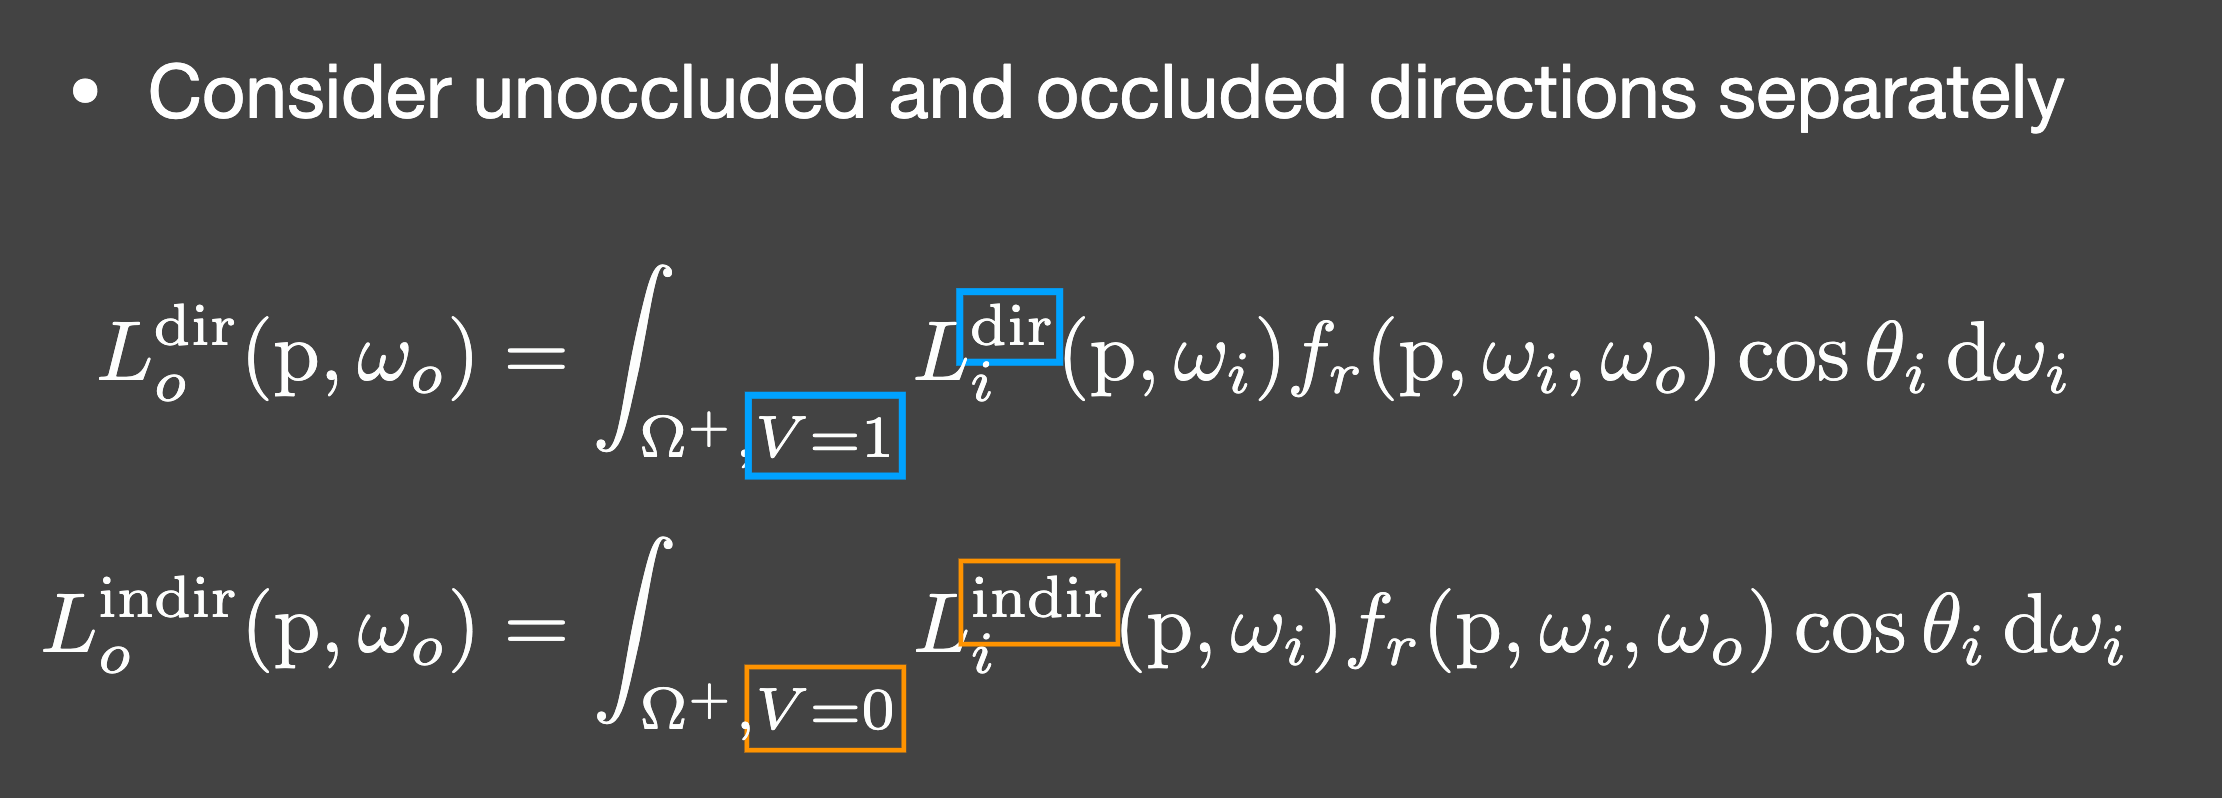 • Consider unoccluded and occluded directions separately
$L_o^{\mathrm{dir}}(\mathrm{p}, \omega_o) = \int_{\Omega^+, V=1} L_i^{\mathrm{dir}}(\mathrm{p}, \omega_i) f_r(\mathrm{p}, \omega_i, \omega_o) \cos\theta_i \, \mathrm{d}\omega_i$
$L_o^{\mathrm{indir}}(\mathrm{p}, \omega_o) = \int_{\Omega^+, V=0} L_i^{\mathrm{indir}}(\mathrm{p}, \omega_i) f_r(\mathrm{p}, \omega_i, \omega_o) \cos\theta_i \, \mathrm{d}\omega_i$